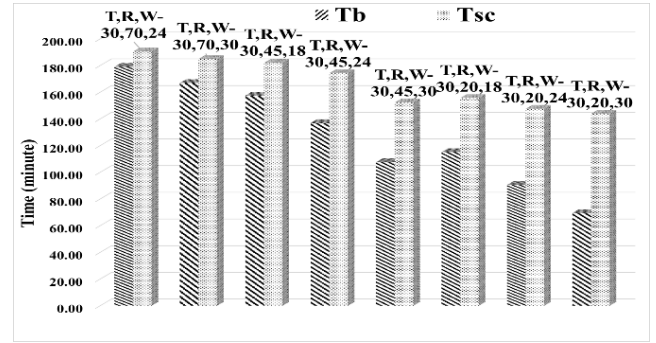 Tb Tsc
T,R,W-
30,70,24
T,R,W-
30,70,30
T,R,W-
30,45,18
T,R,W-
30,45,24
T,R,W-
30,45,30
T,R,W-
30,20,18
T,R,W-
30,20,24
T,R,W-
30,20,30
Time (minute)
200.00
180.00
160.00
140.00
120.00
100.00
80.00
60.00
40.00
20.00
0.00